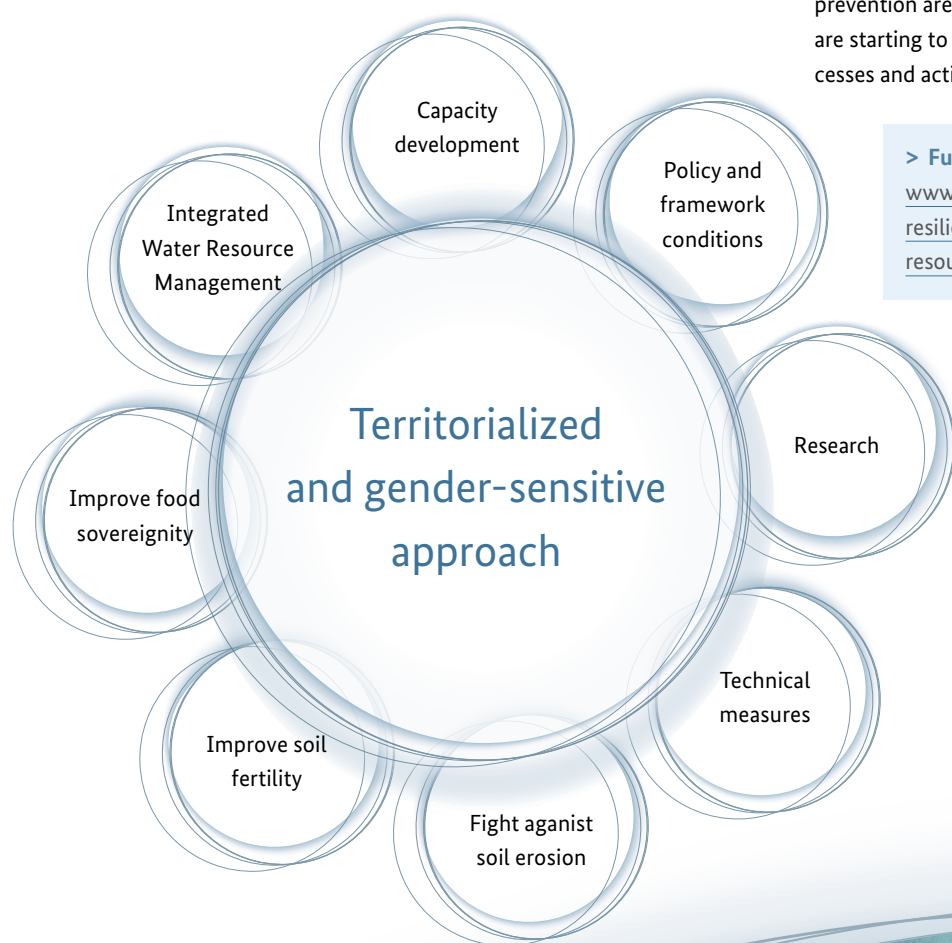 prevention are
are starting to
cesses and acti
> Fu
www
resili
resou
Capacity
development
Policy and
framework
conditions
Integrated
Water Resource
Management
Research
Territorialized
and gender-sensitive
approach
Improve food
sovereignity
Technical
measures
Improve soil
fertility
Fight aganist
soil erosion